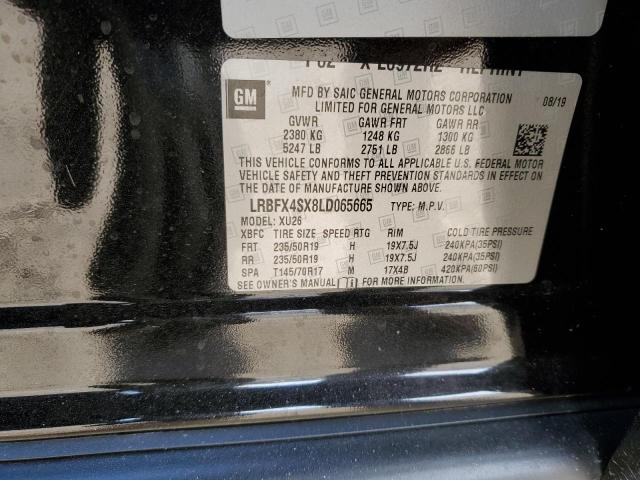 GM
MFD BY SAIC GENERAL MOTORS CORPORATION
LIMITED FOR GENERAL MOTORS LLC
08/19
GVWR GAWR FRT GAWR RR
2380 KG 1248 KG 1300 KG
5247 LB 2751 LB 2866 LB
THIS VEHICLE CONFORMS TO ALL APPLICABLE U.S. FEDERAL MOTOR
VEHICLE SAFETY AND THEFT PREVENTION STANDARDS IN EFFECT ON
THE DATE OF MANUFACTURE SHOWN ABOVE.
LRBFX4SX8LD065665 TYPE: M.P.V.
MODEL: XU26
XBFC TIRE SIZE SPEED RTG RIM COLD TIRE PRESSURE
FRT 235/50R19 H 19X7.5J 240KPA(35PSI)
RR 235/50R19 H 19X7.5J 240KPA(35PSI)
SPA T145/70R17 M 17X4B 420KPA(60PSI)
SEE OWNER'S MANUAL FOR MORE INFORMATION.